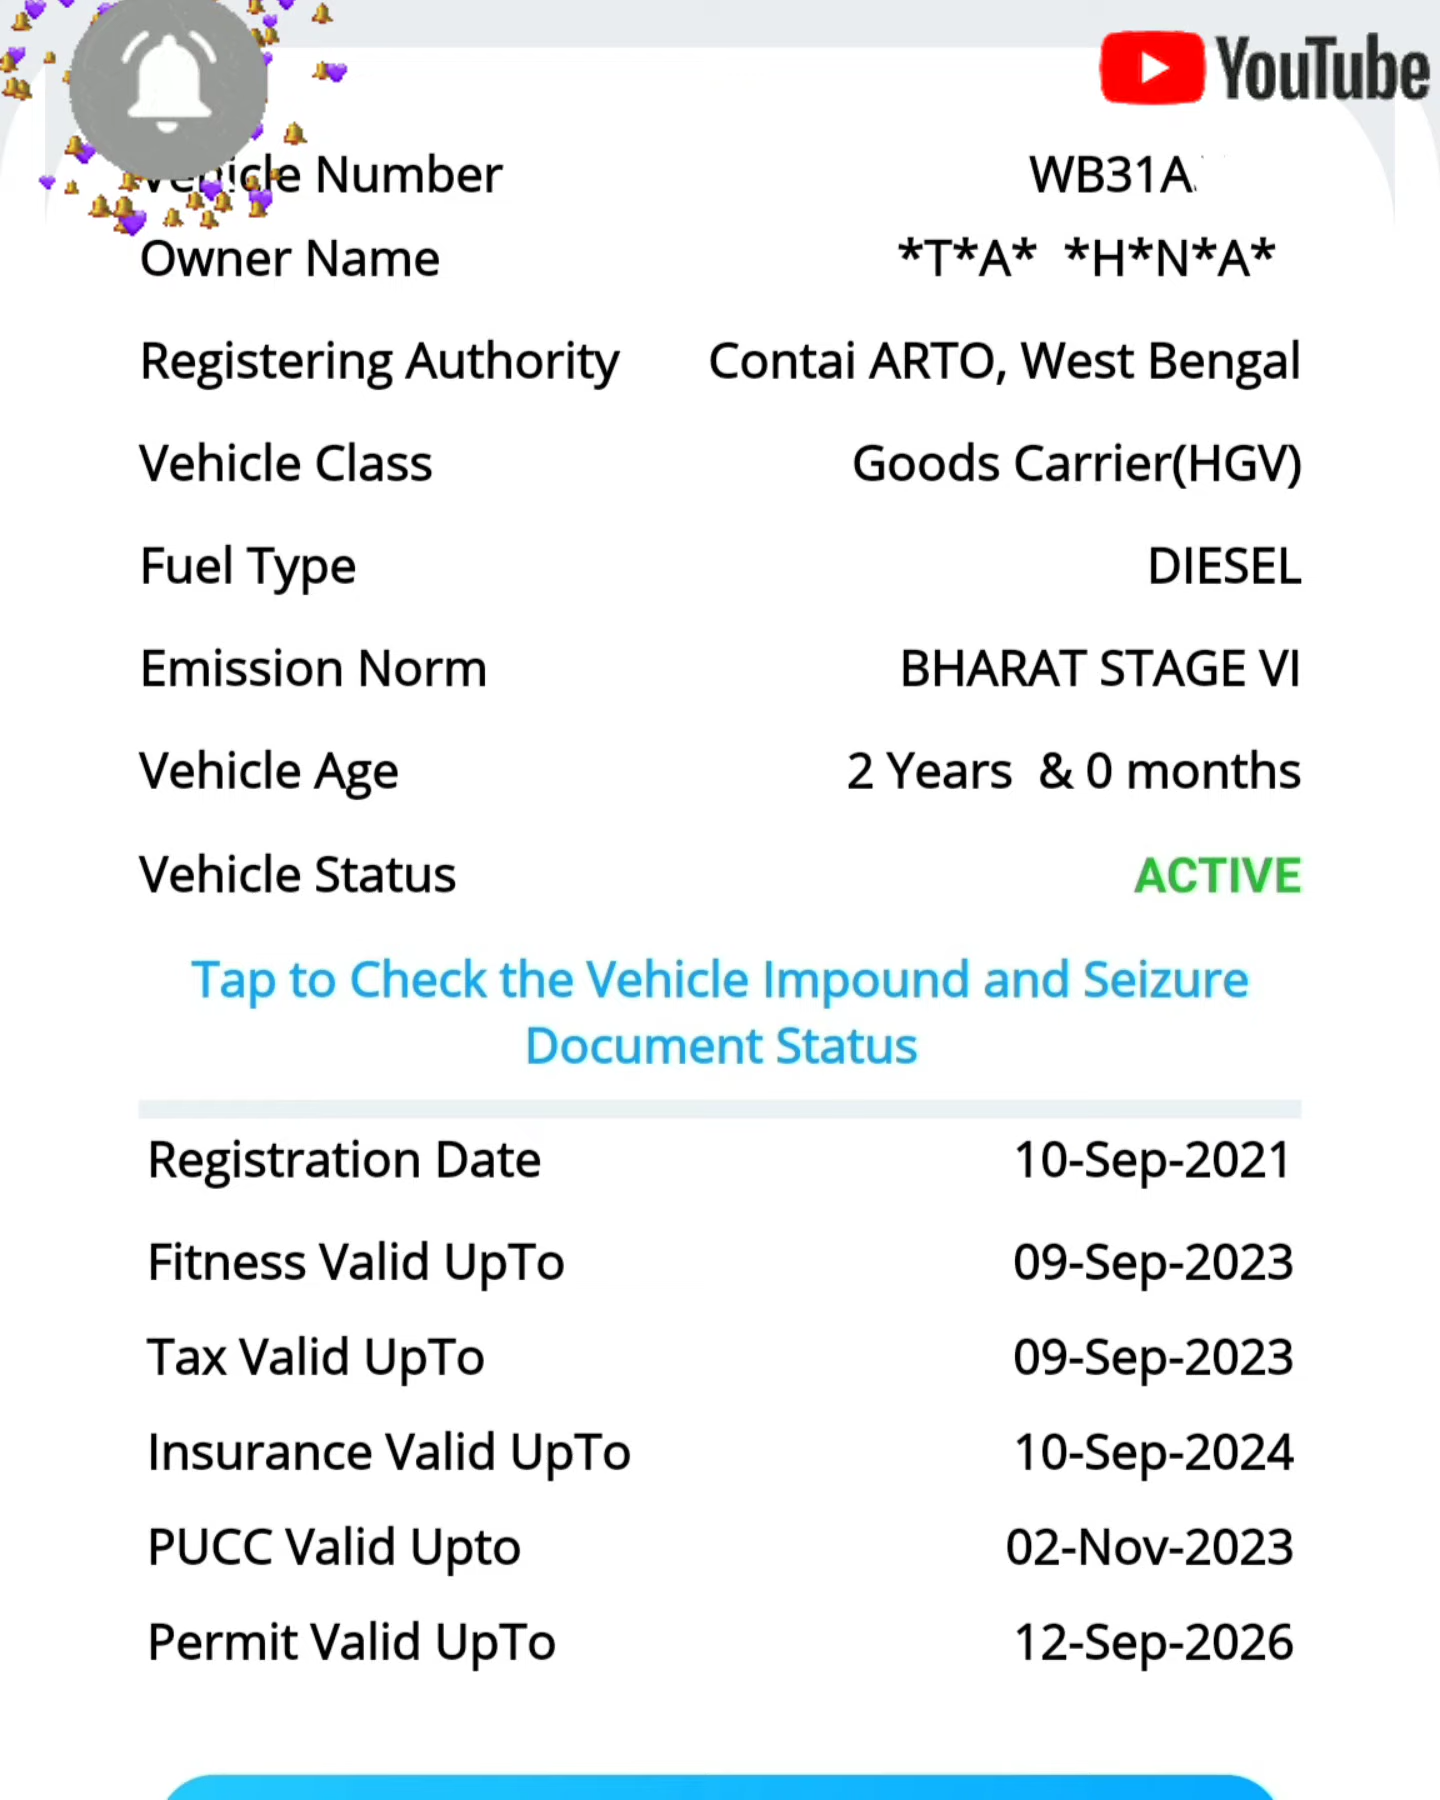 YouTube
Vehicle Number WB31A
Owner Name *T*A* *H*N*A*
Registering Authority Contai ARTO, West Bengal
Vehicle Class Goods Carrier(HGV)
Fuel Type DIESEL
Emission Norm BHARAT STAGE VI
Vehicle Age 2 Years & 0 months
Vehicle Status ACTIVE
Tap to Check the Vehicle Impound and Seizure
Document Status
Registration Date 10-Sep-2021
Fitness Valid UpTo 09-Sep-2023
Tax Valid UpTo 09-Sep-2023
Insurance Valid UpTo 10-Sep-2024
PUCC Valid Upto 02-Nov-2023
Permit Valid UpTo 12-Sep-2026